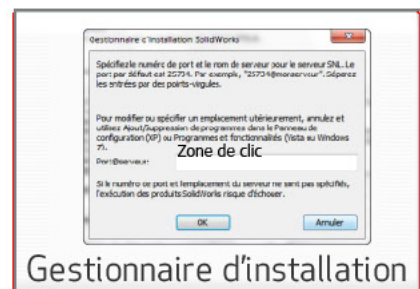 Gestionnaire d'Installation SolidWorks
Spécifiez le numéro de port et le nom de serveur pour le serveur SNL. Le
port par défaut est 25734. Par exemple, "25734@monserveur". Séparez
les entrées par des points-virgules.
Pour modifier ou spécifier un emplacement utérieurement, annulez et
utilisez Ajout/Suppression de programmes dans le Panneau de
configuration (XP) ou Programmes et fonctionnalités (Vista ou Windows
7).
Zone de clic
Port@serveur:
Si le numéro de port et l'emplacement du serveur ne sont pas spécifiés,
l'exécution des produits SolidWorks risque d'échouer.
OK Annuler
Gestionnaire d'installation